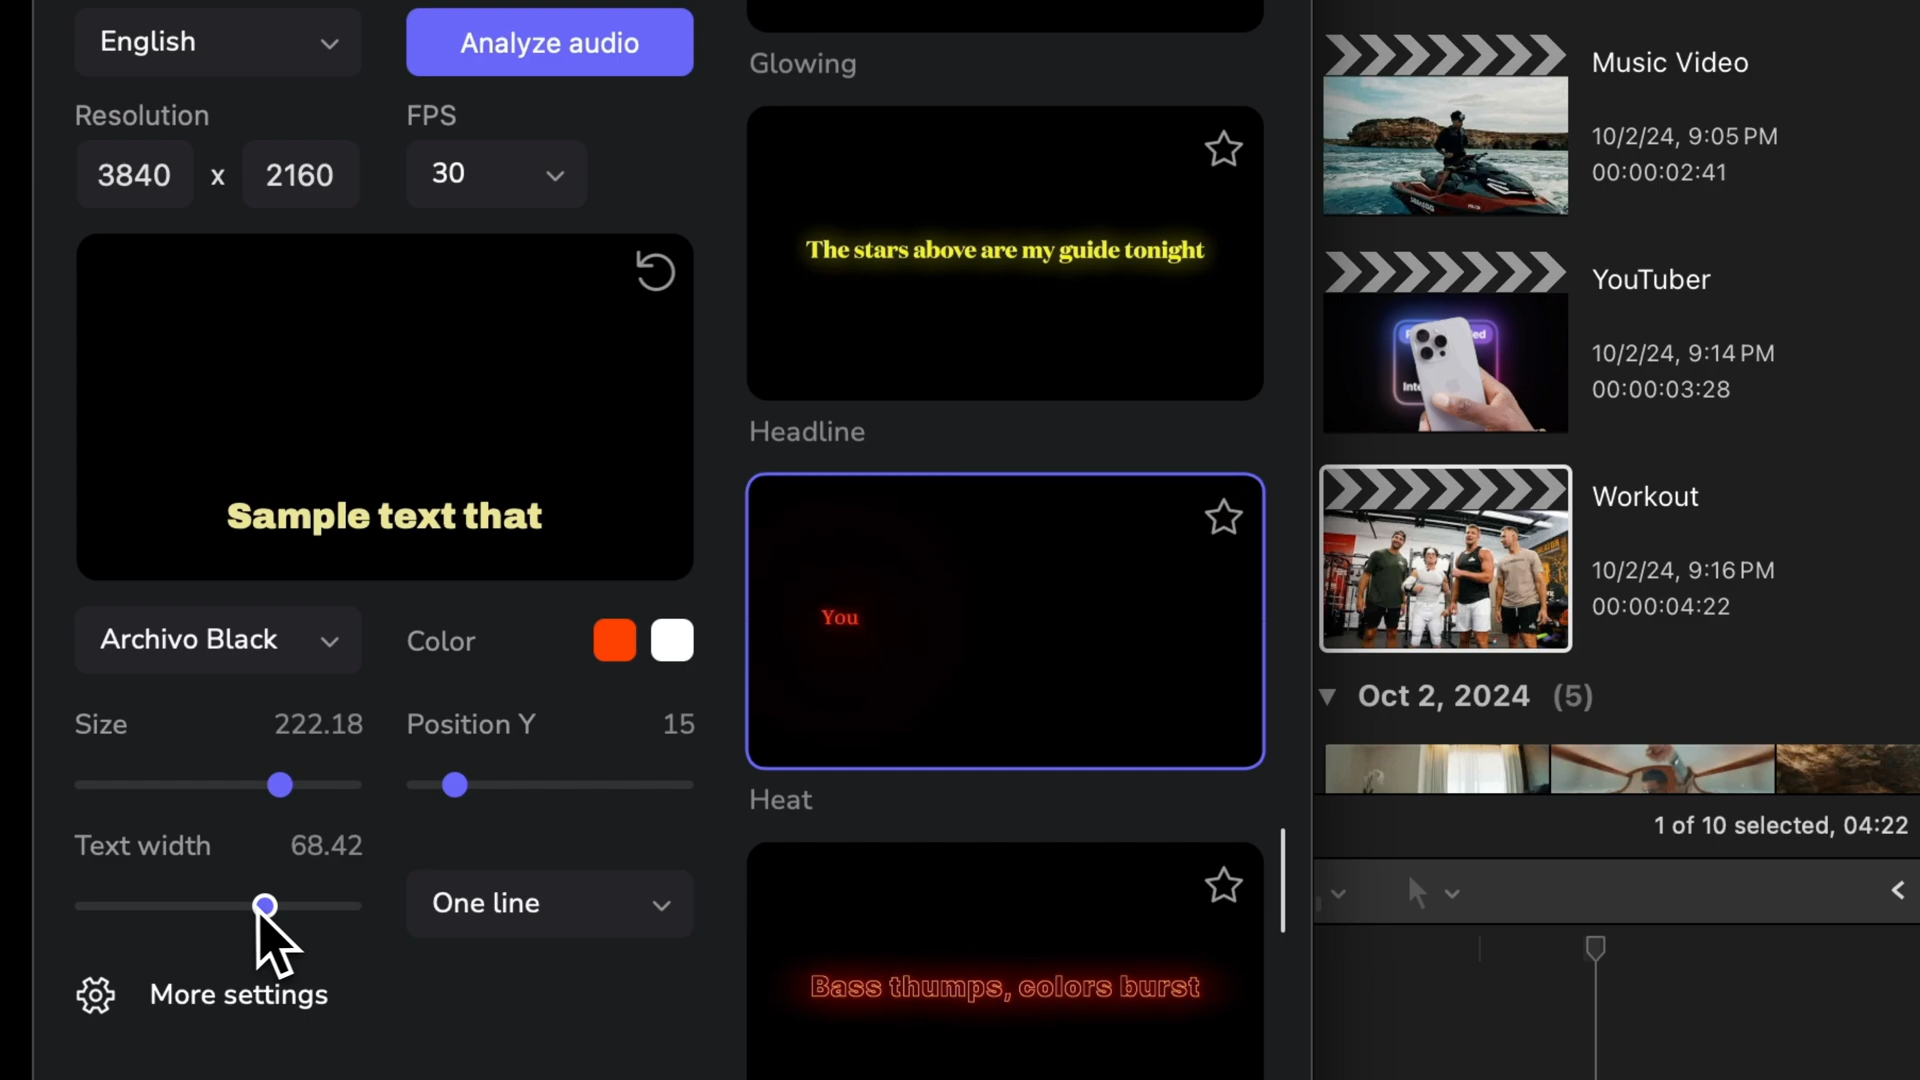 English
Analyze audio
Resolution
FPS
3840 x 2160
30
Sample text that
Archivo Black
Color
Size 222.18
Position Y 15
Text width 68.42
One line
More settings
Glowing
The stars above are my guide tonight
Headline
You
Heat
Bass thumps, colors burst
Music Video
10/2/24, 9:05 PM
00:00:02:41
YouTuber
10/2/24, 9:14 PM
00:00:03:28
Workout
10/2/24, 9:16 PM
00:00:04:22
Oct 2, 2024 (5)
1 of 10 selected, 04:22